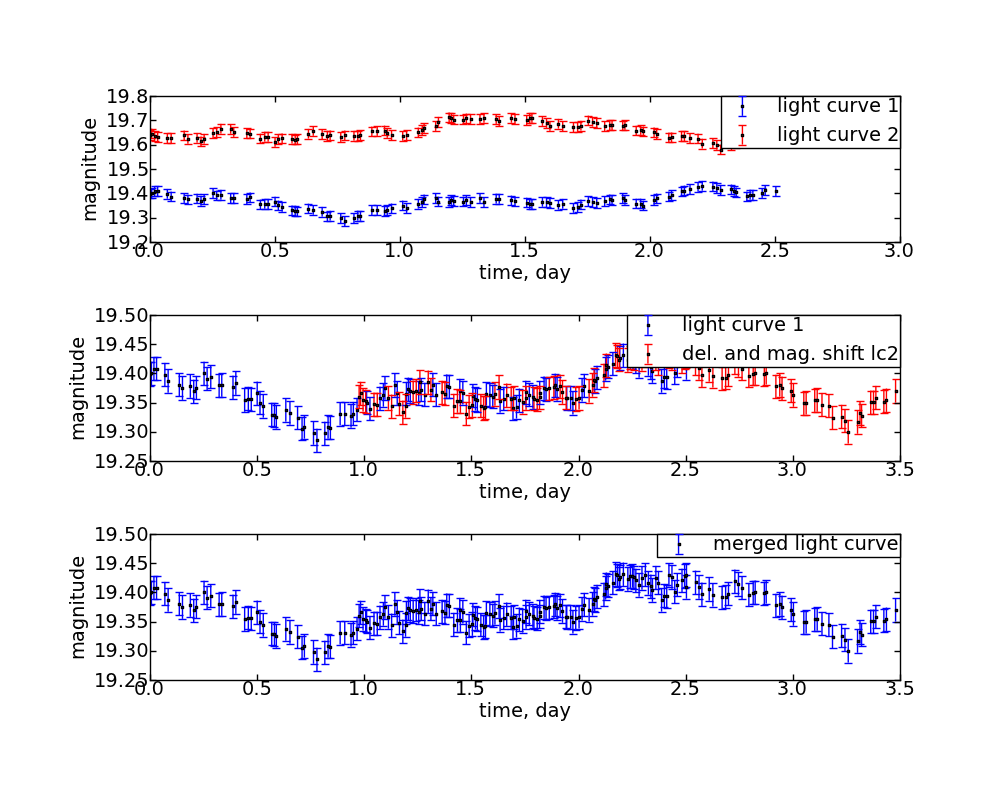 19.8
19.7
19.6
19.5
19.4
19.3
19.2
magnitude
light curve 1
light curve 2
0.0 0.5 1.0 1.5 2.0 2.5 3.0
time, day
19.50
19.45
19.40
19.35
19.30
19.25
magnitude
light curve 1
del. and mag. shift lc2
0.0 0.5 1.0 1.5 2.0 2.5 3.0 3.5
time, day
19.50
19.45
19.40
19.35
19.30
19.25
magnitude
merged light curve
0.0 0.5 1.0 1.5 2.0 2.5 3.0 3.5
time, day